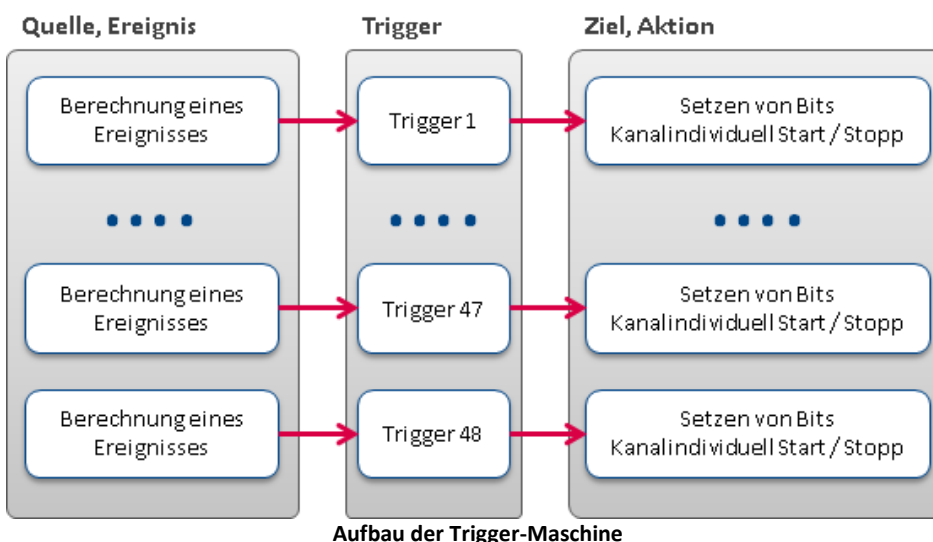 Quelle, Ereignis
Trigger
Ziel, Aktion
Berechnung eines
Ereignisses
Trigger 1
Setzen von Bits
Kanalindividuell Start / Stopp
Berechnung eines
Ereignisses
Trigger 47
Setzen von Bits
Kanalindividuell Start / Stopp
Berechnung eines
Ereignisses
Trigger 48
Setzen von Bits
Kanalindividuell Start / Stopp
Aufbau der Trigger-Maschine